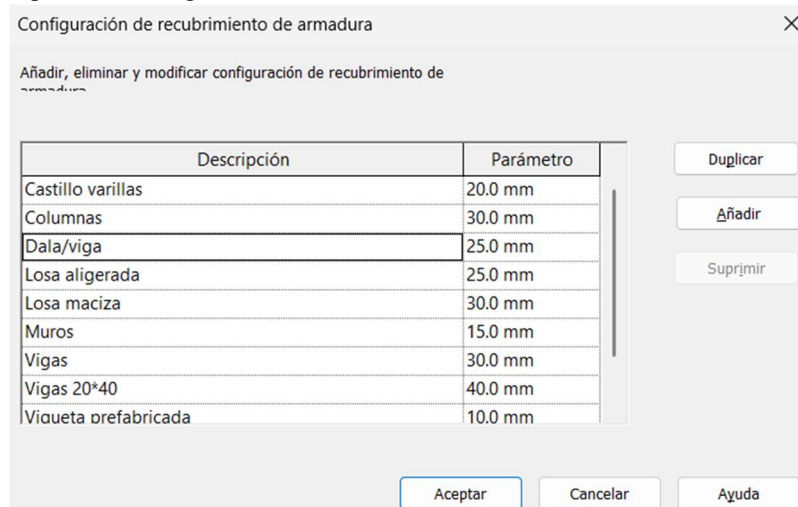 Configuración de recubrimiento de armadura
Añadir, eliminar y modificar configuración de recubrimiento de
armadura
Descripción Parámetro
Castillo varillas 20.0 mm
Columnas 30.0 mm
Dala/viga 25.0 mm
Losa aligerada 25.0 mm
Losa maciza 30.0 mm
Muros 15.0 mm
Vigas 30.0 mm
Vigas 20*40 40.0 mm
Vigueta prefabricada 10.0 mm
Duplicar
Añadir
Suprimir
Aceptar Cancelar Ayuda